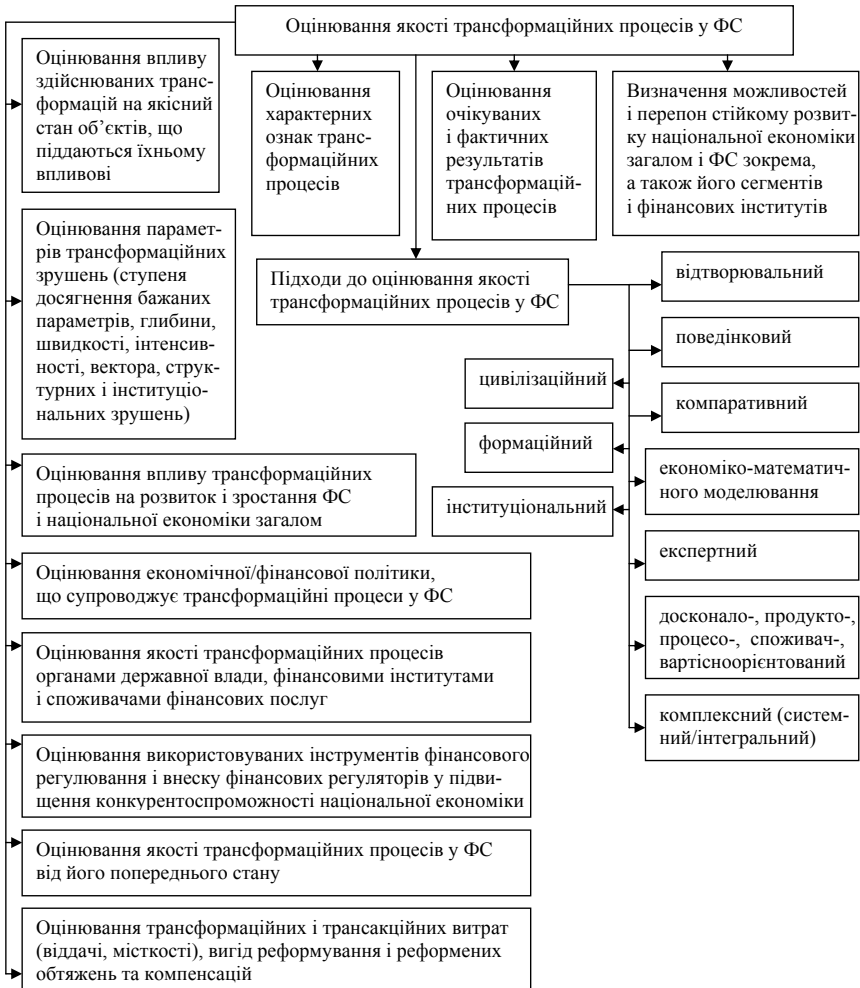 Оцінювання якості трансформаційних процесів у ФС
Оцінювання впливу
здійснюваних транс-
формацій на якісний
стан об’єктів, що
піддаються їхньому
впливові
Оцінювання
характерних
ознак транс-
формаційних
процесів
Оцінювання
очікуваних
і фактичних
результатів
трансформацій-
них процесів
Визначення можливостей
і перепон стійкому розвит-
ку національної економіки
загалом і ФС зокрема,
а також його сегментів
і фінансових інститутів
Оцінювання парамет-
рів трансформаційних
зрушень (ступеня
досягнення бажаних
параметрів, глибини,
швидкості, інтенсив-
ності, вектора, струк-
турних і інституціо-
нальних зрушень)
Підходи до оцінювання якості
трансформаційних процесів у ФС
відтворювальний
поведінковий
цивілізаційний
компаративний
формаційний
економіко-математич-
ного моделювання
інституціональний
експертний
досконало-, продукто-,
процесо-, споживач-,
вартісноорієнтований
комплексний (систем-
ний/інтегральний)
Оцінювання впливу трансформаційних
процесів на розвиток і зростання ФС
і національної економіки загалом
Оцінювання економічної/фінансової політики,
що супроводжує трансформаційні процеси у ФС
Оцінювання якості трансформаційних процесів
органами державної влади, фінансовими інститутами
і споживачами фінансових послуг
Оцінювання використовуваних інструментів фінансового
регулювання і внеску фінансових регуляторів у підви-
щення конкурентоспроможності національної економіки
Оцінювання якості трансформаційних процесів у ФС
від його попереднього стану
Оцінювання трансформаційних і трансакційних витрат
(віддачі, місткості), вигід реформування і реформених
обтяжень та компенсацій